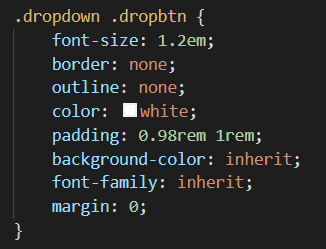 .dropdown .dropbtn {
    font-size: 1.2em;
    border: none;
    outline: none;
    color: white;
    padding: 0.98rem 1rem;
    background-color: inherit;
    font-family: inherit;
    margin: 0;
}